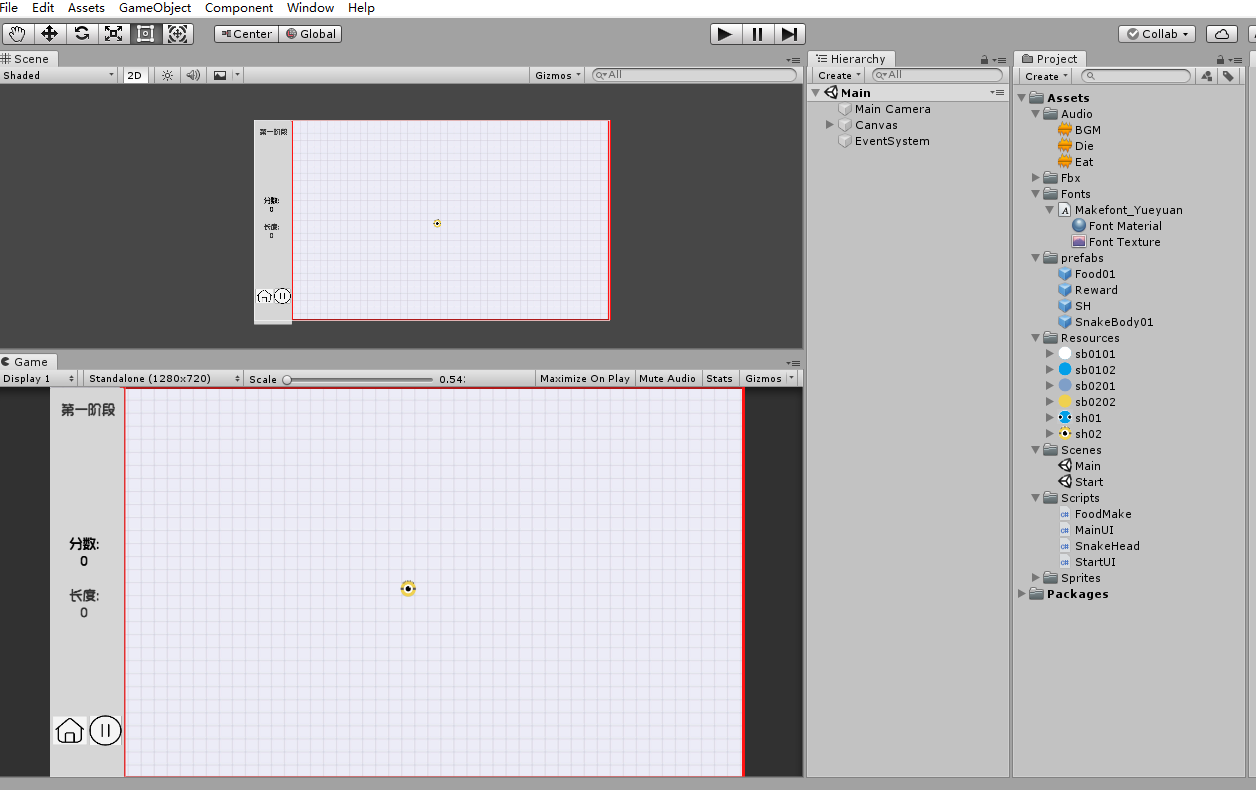 File Edit Assets GameObject Component Window Help
Center Global
Collab
Scene
Shaded 2D Gizmos All
第一阶段
分数:
0
长度:
0
Game
Display 1 Standalone (1280x720) Scale 0.54: Maximize On Play Mute Audio Stats Gizmos
第一阶段
分数:
0
长度:
0
Hierarchy
Create All
Main
Main Camera
Canvas
EventSystem
Project
Create
Assets
Audio
BGM
Die
Eat
Fbx
Fonts
Makefont_Yueyuan
Font Material
Font Texture
prefabs
Food01
Reward
SH
SnakeBody01
Resources
sb0101
sb0102
sb0201
sb0202
sh01
sh02
Scenes
Main
Start
Scripts
FoodMake
MainUI
SnakeHead
StartUI
Sprites
Packages